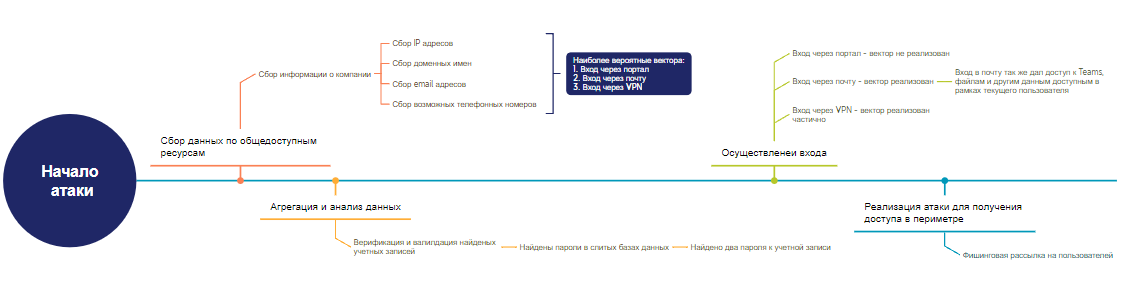 Начало
атаки
Сбор данных по общедоступным
ресурсам
Сбор информации о компании
Сбор IP адресов
Сбор доменных имен
Сбор email адресов
Сбор возможных телефонных номеров
Наиболее вероятные вектора:
1. Вход через портал
2. Вход через почту
3. Вход через VPN
Агрегация и анализ данных
Верификация и валилдация найденых
учетных записей
Найдены пароли в слитых базах данных
Найдено два пароля к учетной записи
Осуществленеи входа
Вход через портал - вектор не реализован
Вход через почту - вектор реализован
Вход в почту так же дал доступ к Teams,
файлам и другим данным доступным в
рамках текущего пользователя
Вход через VPN - вектор реализован
частично
Реализация атаки для получения
доступа в периметре
Фишинговая рассылка на пользователей